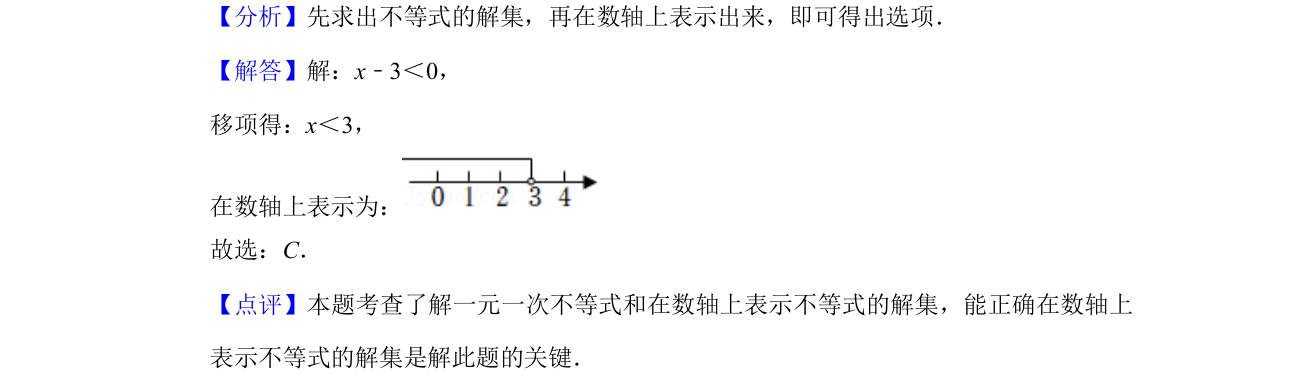 【分析】先求出不等式的解集，再在数轴上表示出来，即可得出选项．
【解答】解：x﹣3＜0，
移项得：x＜3，
在数轴上表示为：
0 1 2 3 4
故选：C．
【点评】本题考查了解一元一次不等式和在数轴上表示不等式的解集，能正确在数轴上
表示不等式的解集是解此题的关键．